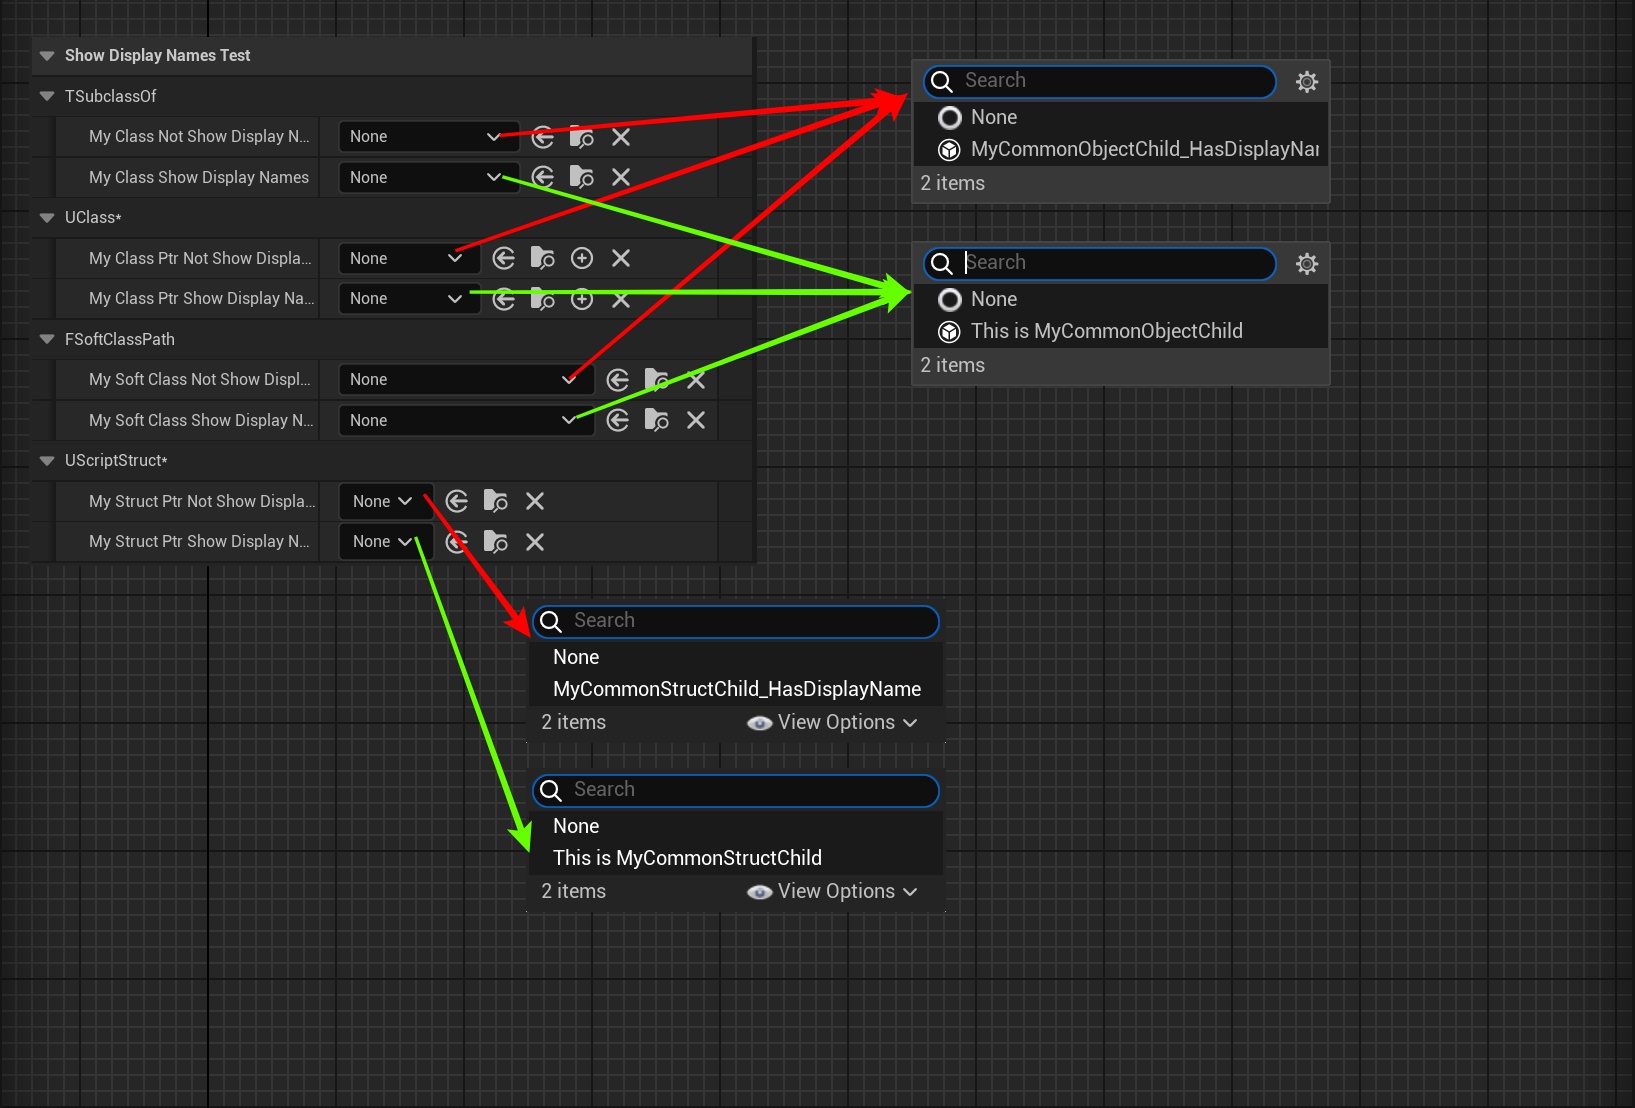 Show Display Names Test
TSubclassOf
My Class Not Show Display N... None
My Class Show Display Names None
UClass*
My Class Ptr Not Show Displa... None
My Class Ptr Show Display Na... None
FSoftClassPath
My Soft Class Not Show Displ... None
My Soft Class Show Display N... None
UScriptStruct*
My Struct Ptr Not Show Displa... None
My Struct Ptr Show Display N... None
Search
None
MyCommonObjectChild_HasDisplayNar
2 items
Search
None
This is MyCommonObjectChild
2 items
Search
None
MyCommonStructChild_HasDisplayName
2 items View Options
Search
None
This is MyCommonStructChild
2 items View Options